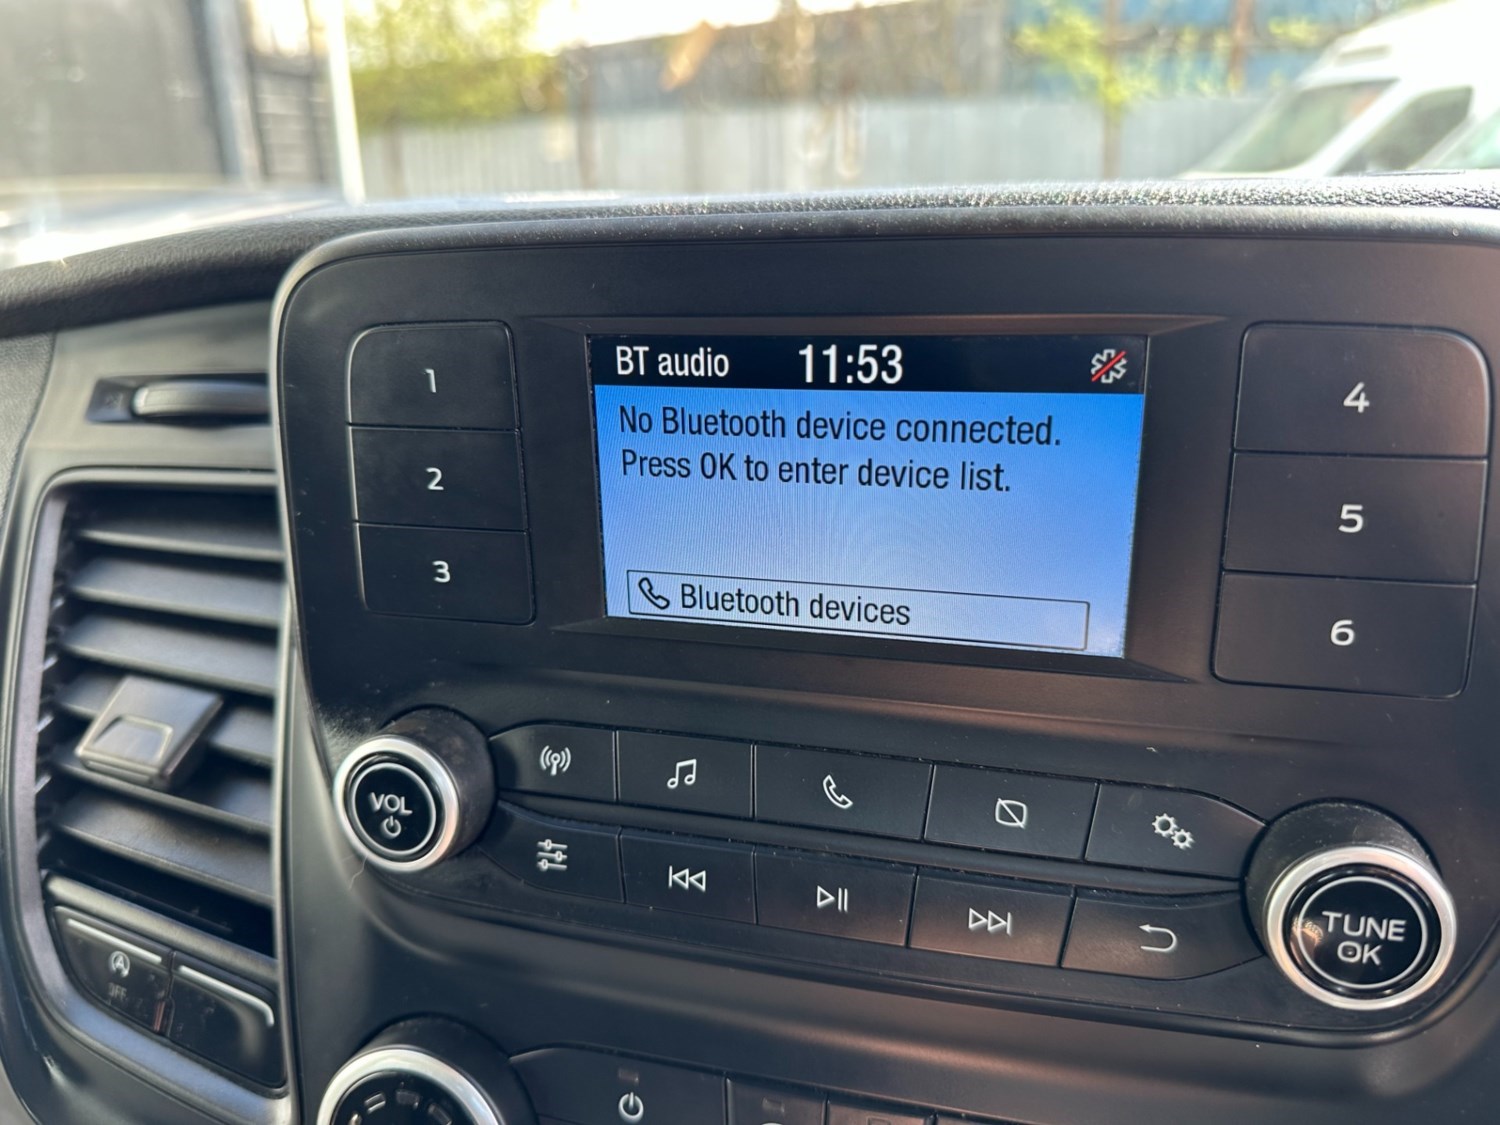 BT audio 11:53
No Bluetooth device connected.
Press OK to enter device list.
Bluetooth devices
1
2
3
4
5
6
VOL
TUNE
OK
A
OFF